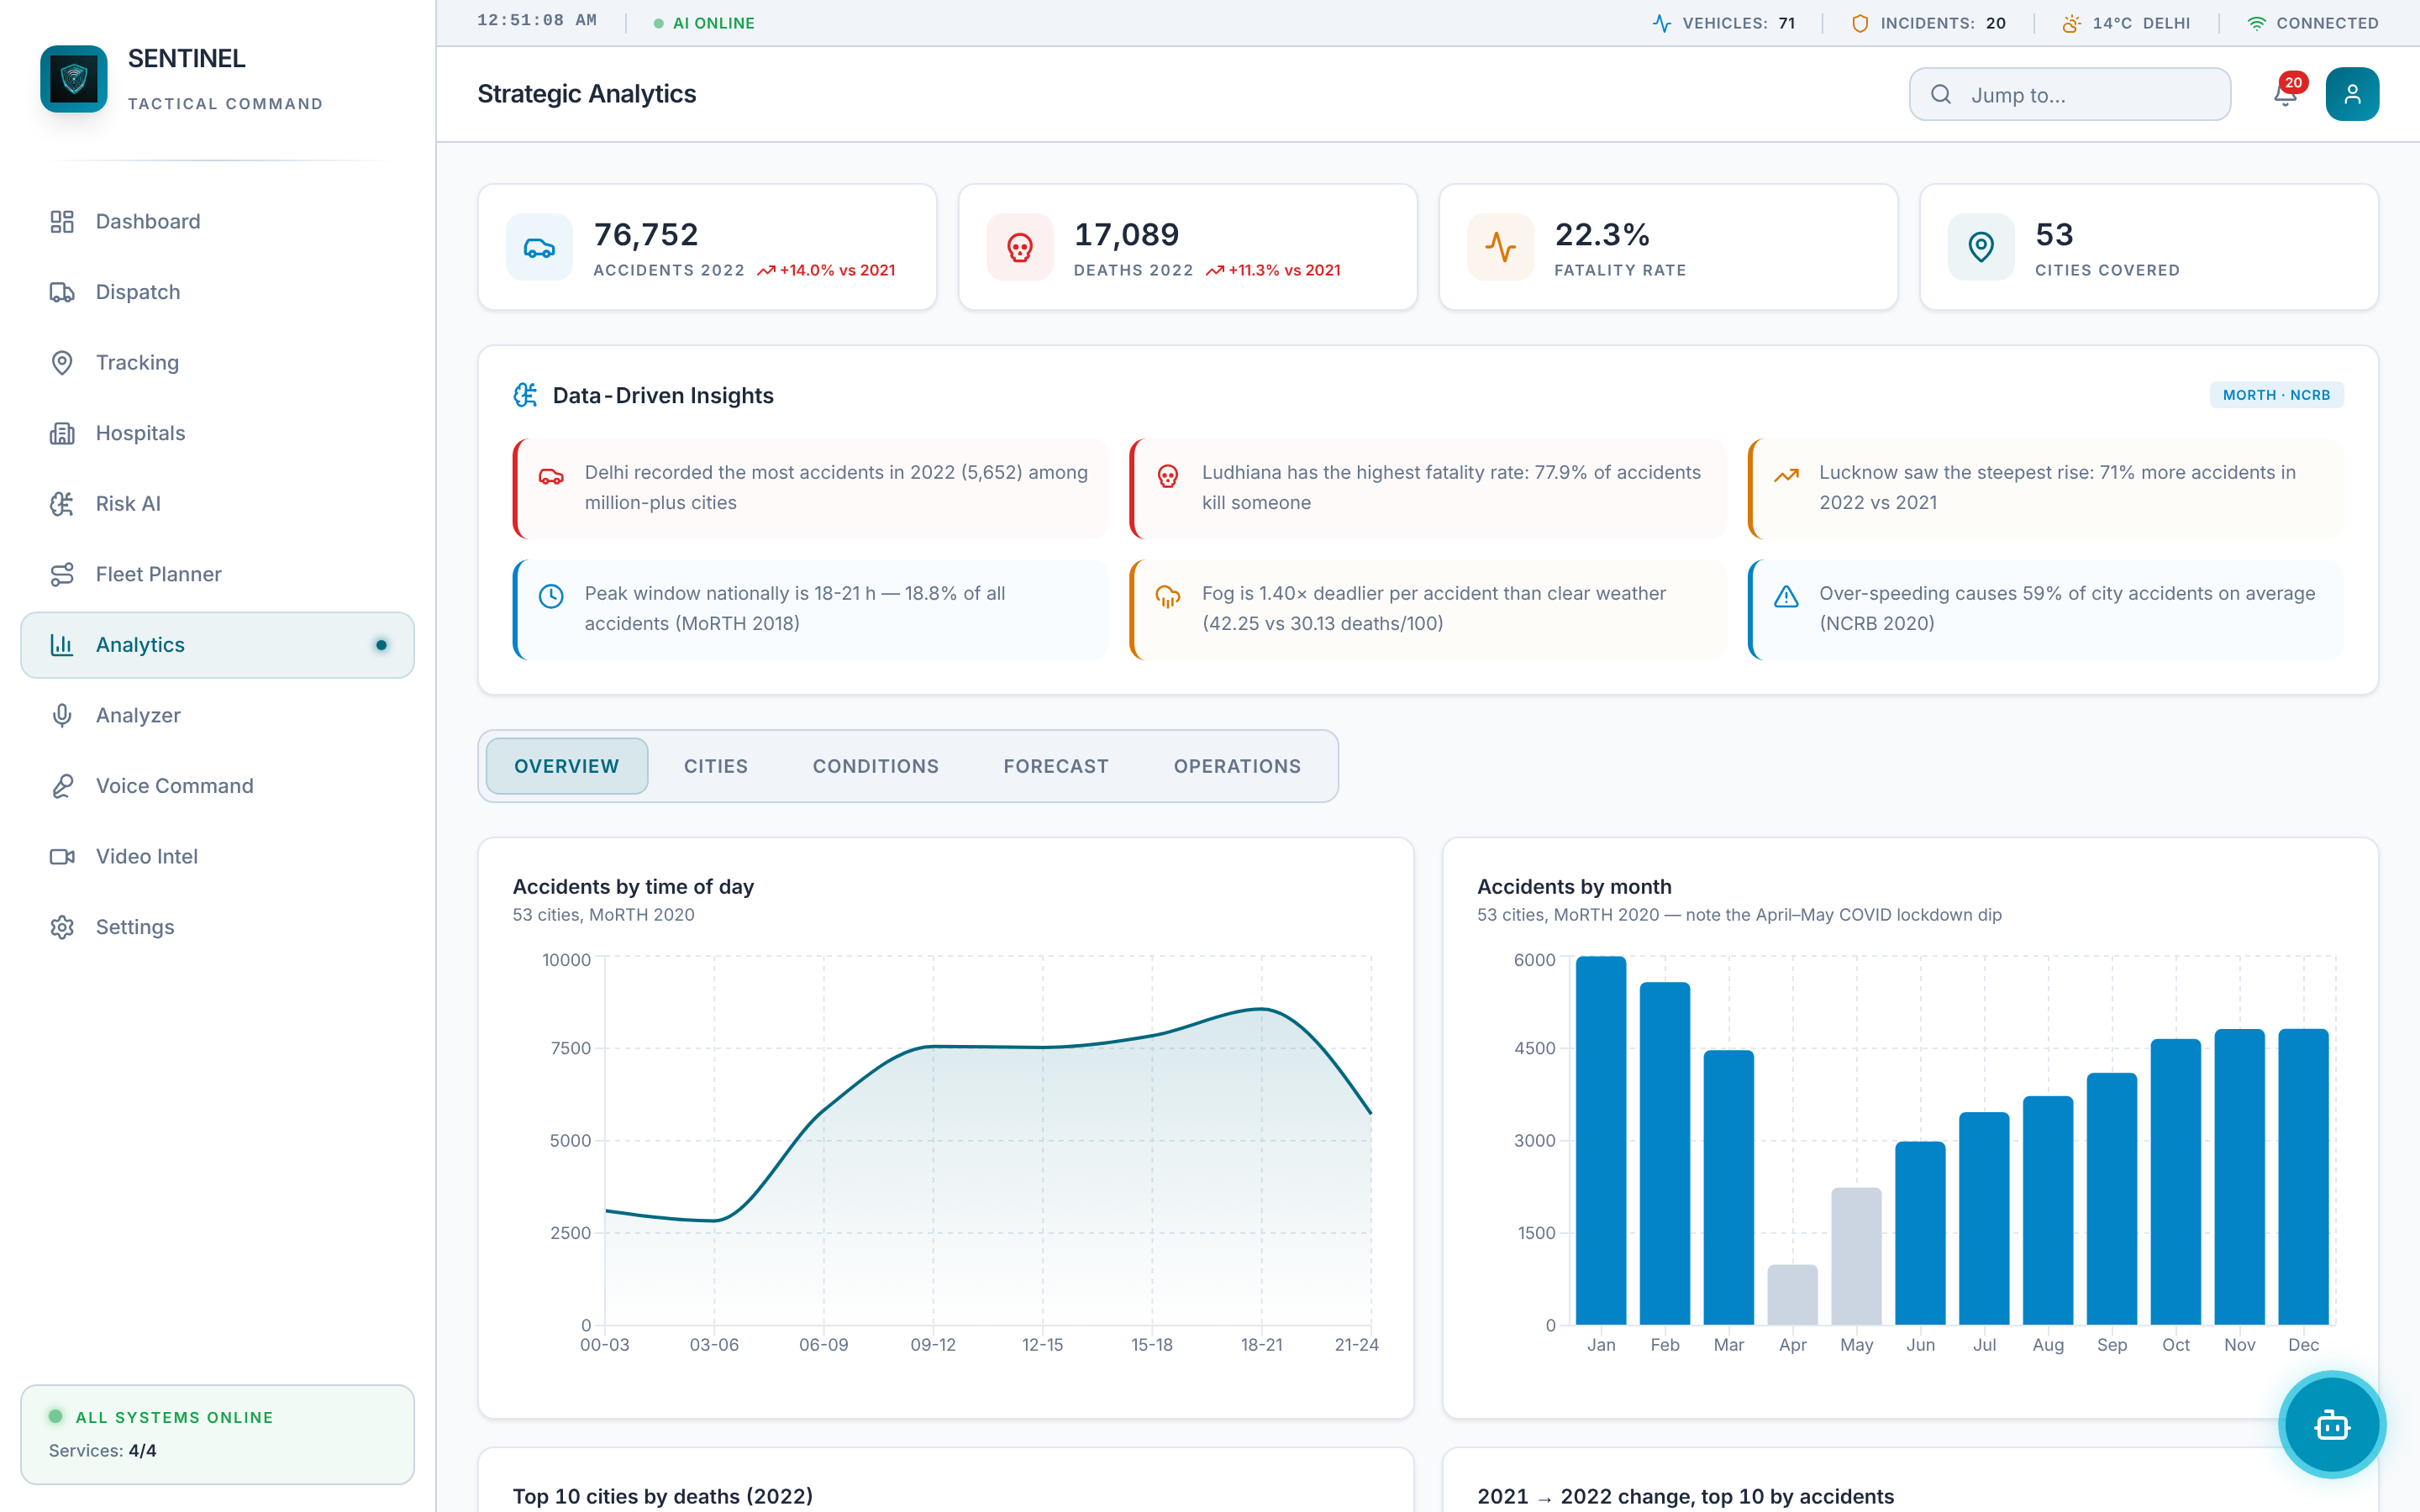 SENTINEL
TACTICAL COMMAND
Dashboard
Dispatch
Tracking
Hospitals
Risk AI
Fleet Planner
Analytics
Analyzer
Voice Command
Video Intel
Settings
ALL SYSTEMS ONLINE
Services: 4/4
12:51:08 AM
AI ONLINE
VEHICLES: 71
INCIDENTS: 20
14°C DELHI
CONNECTED
Strategic Analytics
Jump to...
20
76,752
ACCIDENTS 2022 +14.0% vs 2021
17,089
DEATHS 2022 +11.3% vs 2021
22.3%
FATALITY RATE
53
CITIES COVERED
Data-Driven Insights
MORTH · NCRB
Delhi recorded the most accidents in 2022 (5,652) among
million-plus cities
Ludhiana has the highest fatality rate: 77.9% of accidents
kill someone
Lucknow saw the steepest rise: 71% more accidents in
2022 vs 2021
Peak window nationally is 18-21 h — 18.8% of all
accidents (MoRTH 2018)
Fog is 1.40× deadlier per accident than clear weather
(42.25 vs 30.13 deaths/100)
Over-speeding causes 59% of city accidents on average
(NCRB 2020)
OVERVIEW
CITIES
CONDITIONS
FORECAST
OPERATIONS
Accidents by time of day
53 cities, MoRTH 2020
10000
7500
5000
2500
0
00-03 03-06 06-09 09-12 12-15 15-18 18-21 21-24
Accidents by month
53 cities, MoRTH 2020 — note the April–May COVID lockdown dip
6000
4500
3000
1500
0
Jan Feb Mar Apr May Jun Jul Aug Sep Oct Nov Dec
Top 10 cities by deaths (2022)
2021 → 2022 change, top 10 by accidents